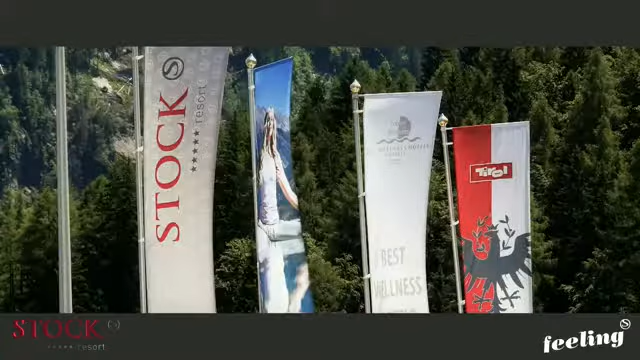 STOCK
***** resort
BEST
WELLNESS
Tirol
STOCK
***** resort
feeling